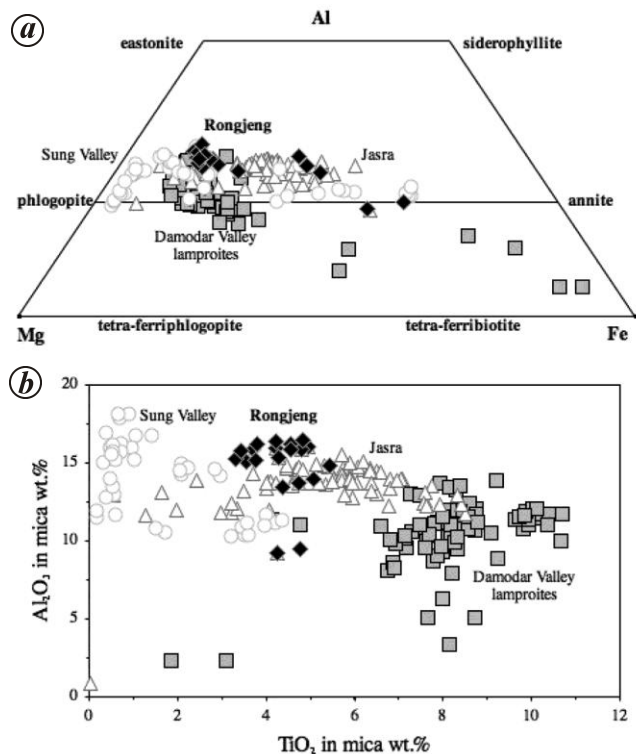 a
Al
eastonite
siderophyllite
Rongjeng
Sung Valley
Jasra
phlogopite
annite
Damodar Valley
lamproites
Mg
tetra-ferriphlogopite
tetra-ferribiotite
Fe
b
20
Sung Valley
Rongjeng
Jasra
15
10
Damodar Valley
lamproites
5
0
Al₂O₃ in mica wt.%
0 2 4 6 8 10 12
TiO₂ in mica wt.%